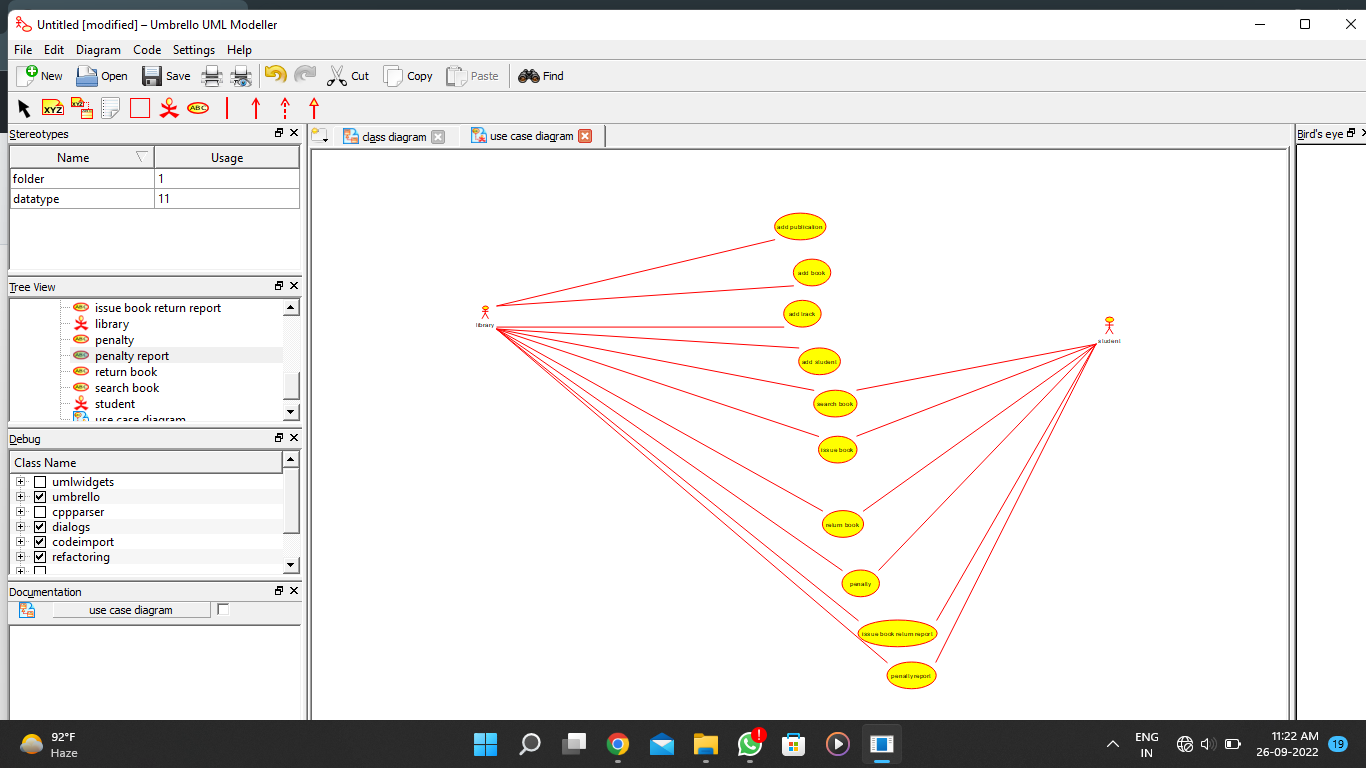 Untitled [modified] – Umbrello UML Modeller
File Edit Diagram Code Settings Help
New Open Save Cut Copy Paste Find
XYZ ABC
Stereotypes
Name Usage
folder 1
datatype 11
Tree View
issue book return report
library
penalty
penalty report
return book
search book
student
use case diagram
Debug
Class Name
umlwidgets
umbrello
cppparser
dialogs
codeimport
refactoring
Documentation
use case diagram
class diagram use case diagram
Bird's eye
add publication
add book
library
add track
student
add student
search book
issue book
return book
penalty
issue book return report
penalty report
92°F
Haze
ENG
IN
11:22 AM
26-09-2022
19